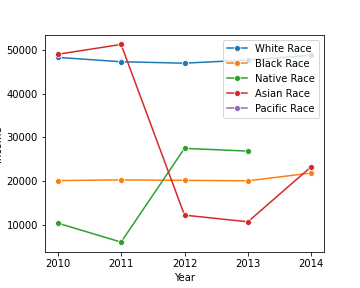 50000
40000
30000
20000
10000
White Race
Black Race
Native Race
Asian Race
Pacific Race
2010 2011 2012 2013 2014
Year